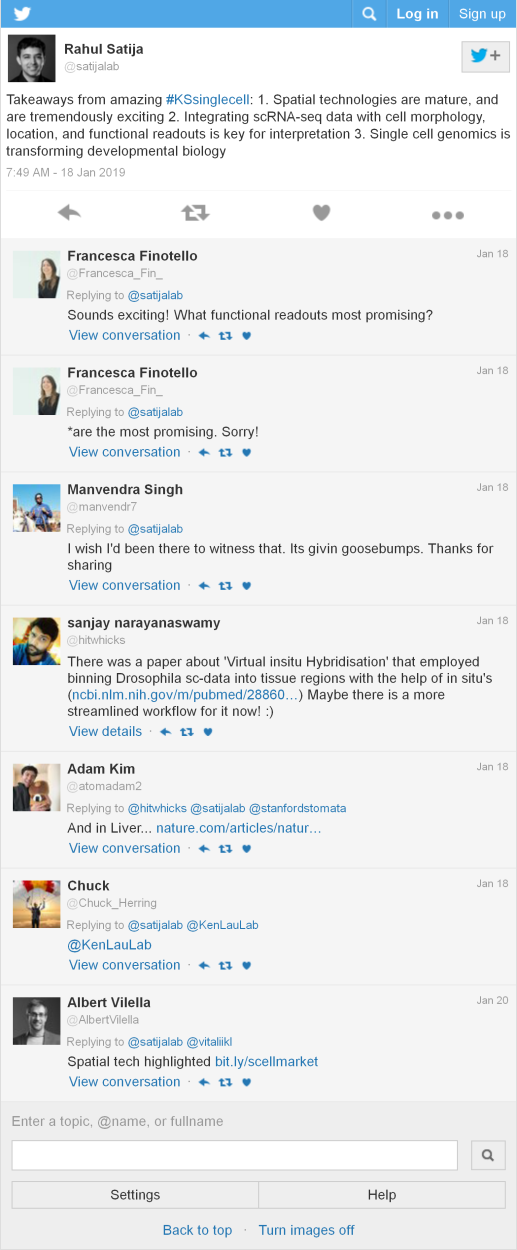 Log in
Sign up
Rahul Satija
@satijalab
Takeaways from amazing #KSsinglecell: 1. Spatial technologies are mature, and
are tremendously exciting 2. Integrating scRNA-seq data with cell morphology,
location, and functional readouts is key for interpretation 3. Single cell genomics is
transforming developmental biology
7:49 AM - 18 Jan 2019
Francesca Finotello
Jan 18
@Francesca_Fin_
Replying to @satijalab
Sounds exciting! What functional readouts most promising?
View conversation ·
Francesca Finotello
Jan 18
@Francesca_Fin_
Replying to @satijalab
*are the most promising. Sorry!
View conversation ·
Manvendra Singh
Jan 18
@manvendr7
Replying to @satijalab
I wish I'd been there to witness that. Its givin goosebumps. Thanks for
sharing
View conversation ·
sanjay narayanaswamy
Jan 18
@hitwhicks
There was a paper about 'Virtual insitu Hybridisation' that employed
binning Drosophila sc-data into tissue regions with the help of in situ's
(ncbi.nlm.nih.gov/m/pubmed/28860…) Maybe there is a more
streamlined workflow for it now! :)
View details ·
Adam Kim
Jan 18
@atomadam2
Replying to @hitwhicks @satijalab @stanfordstomata
And in Liver... nature.com/articles/natur…
View conversation ·
Chuck
Jan 18
@Chuck_Herring
Replying to @satijalab @KenLauLab
@KenLauLab
View conversation ·
Albert Vilella
Jan 20
@AlbertVilella
Replying to @satijalab @vitaliikl
Spatial tech highlighted bit.ly/scellmarket
View conversation ·
Enter a topic, @name, or fullname
Settings
Help
Back to top · Turn images off